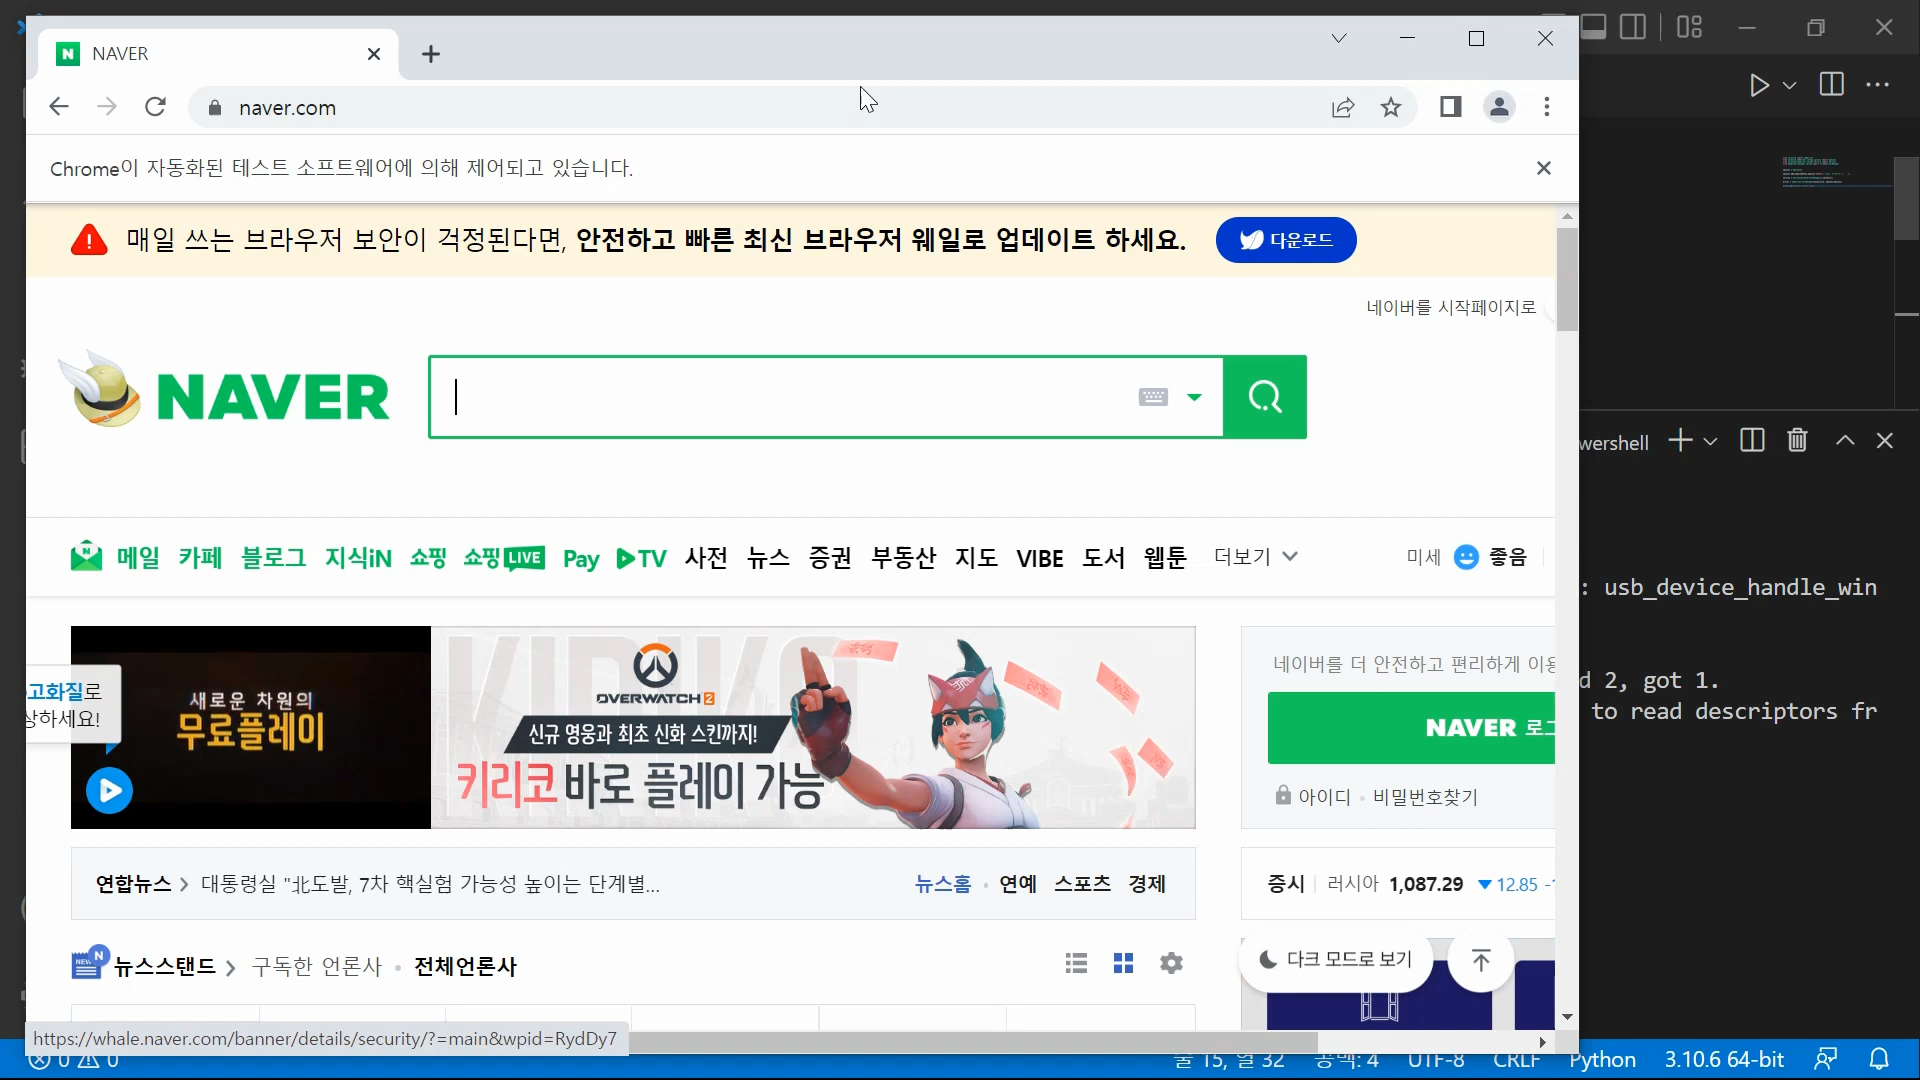 NAVER
naver.com
Chrome이 자동화된 테스트 소프트웨어에 의해 제어되고 있습니다.
매일 쓰는 브라우저 보안이 걱정된다면, 안전하고 빠른 최신 브라우저 웨일로 업데이트 하세요. 다운로드
네이버를 시작페이지로
NAVER
wershell
메일 카페 블로그 지식iN 쇼핑 쇼핑LIVE Pay TV 사전 뉴스 증권 부동산 지도 VIBE 도서 웹툰 더보기 미세 좋음
: usb_device_handle_win
d 2, got 1.
to read descriptors fr
고화질로
상하세요!
새로운 차원의
무료플레이
KIRIKO
OVERWATCH 2
신규 영웅과 최초 신화 스킨까지!
키리코 바로 플레이 가능
네이버를 더 안전하고 편리하게 이용
NAVER 로그
아이디 비밀번호찾기
연합뉴스 > 대통령실 "北도발, 7차 핵실험 가능성 높이는 단계별...
뉴스홈 연예 스포츠 경제
증시 러시아 1,087.29 ▼12.85 -1
NEWS N 뉴스스탠드 > 구독한 언론사 전체언론사
다크 모드로 보기
https://whale.naver.com/banner/details/security/?=main&wpid=RydDy7
0 0
줄 15, 열 32 공백: 4 UTF-8 CRLF Python 3.10.6 64-bit